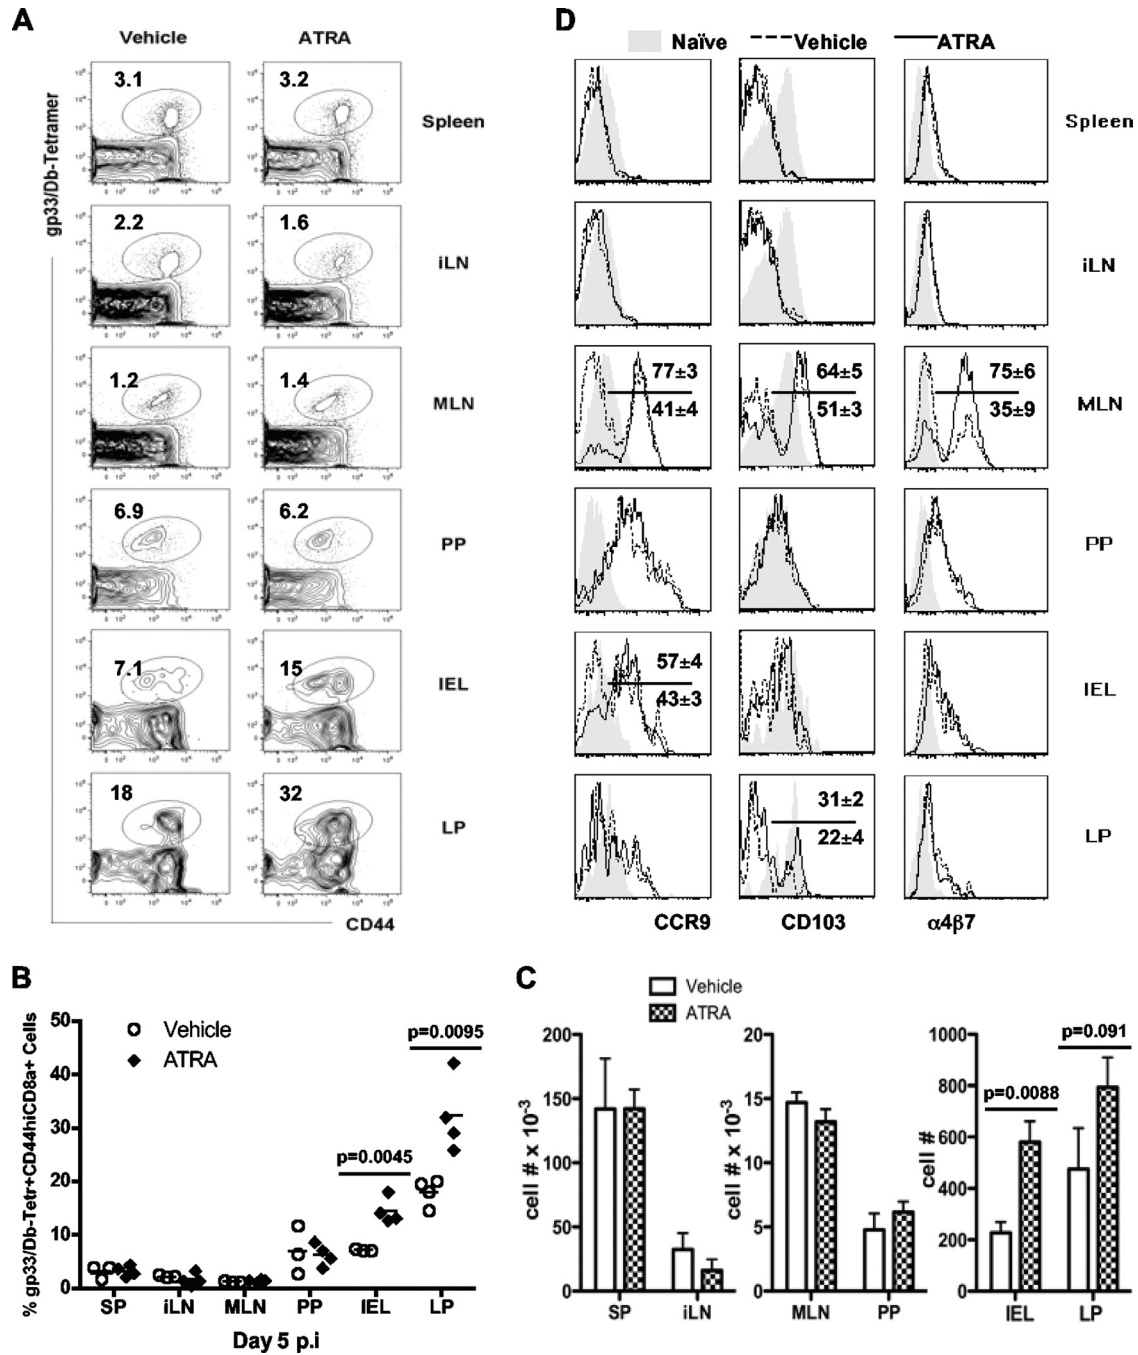 A
Vehicle ATRA
gp33/Db-Tetramer
3.1 3.2 Spleen
2.2 1.6 iLN
1.2 1.4 MLN
6.9 6.2 PP
7.1 15 IEL
18 32 LP
CD44
D
Naïve Vehicle ATRA
Spleen
iLN
77±3 64±5 75±6
41±4 51±3 35±9
MLN
PP
57±4
43±3
IEL
31±2
22±4
LP
CCR9 CD103 α4β7
B
Vehicle
ATRA
p=0.0045
p=0.0095
% gp33/Db-Tetr+CD44hiCD8a+ Cells
50
40
30
20
10
0
SP iLN MLN PP IEL LP
Day 5 p.i
C
Vehicle
ATRA
cell # x 10⁻³
200
150
100
50
0
SP iLN
cell # x 10⁻³
20
15
10
5
0
MLN PP
cell #
1000
800
600
400
200
0
p=0.0088
p=0.091
IEL LP